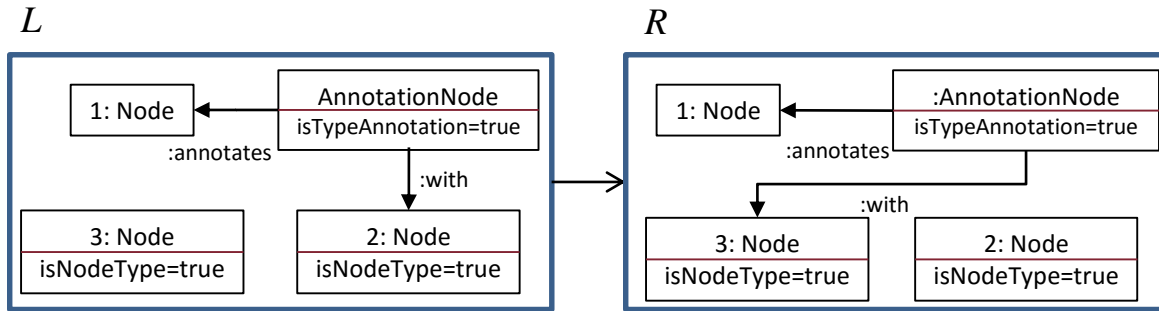 L
R
1: Node
AnnotationNode
isTypeAnnotation=true
:annotates
:with
3: Node
isNodeType=true
2: Node
isNodeType=true
1: Node
:AnnotationNode
isTypeAnnotation=true
:annotates
:with
3: Node
isNodeType=true
2: Node
isNodeType=true